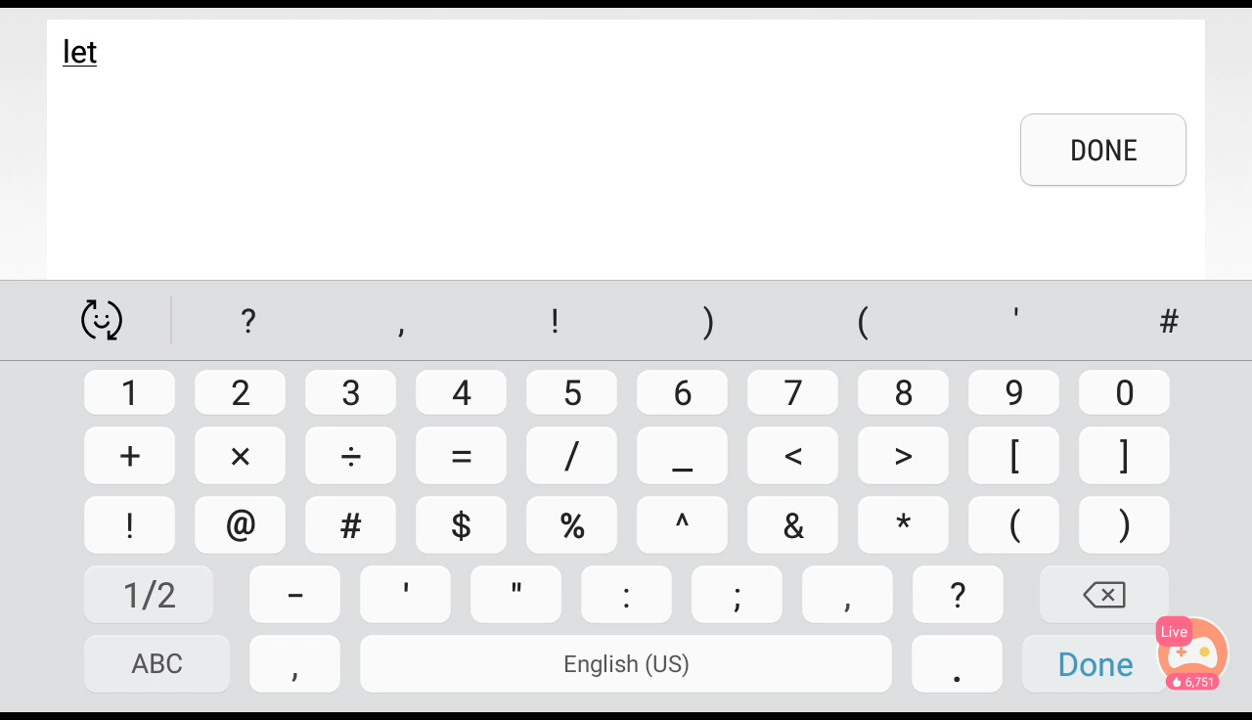 let
DONE
? , ! ) ( ' #
1 2 3 4 5 6 7 8 9 0
+ × ÷ = / _ < > [ ]
! @ # $ % ^ & * ( )
1/2 - ' " : ; , ?
Live
ABC , English (US) . Done
6,751